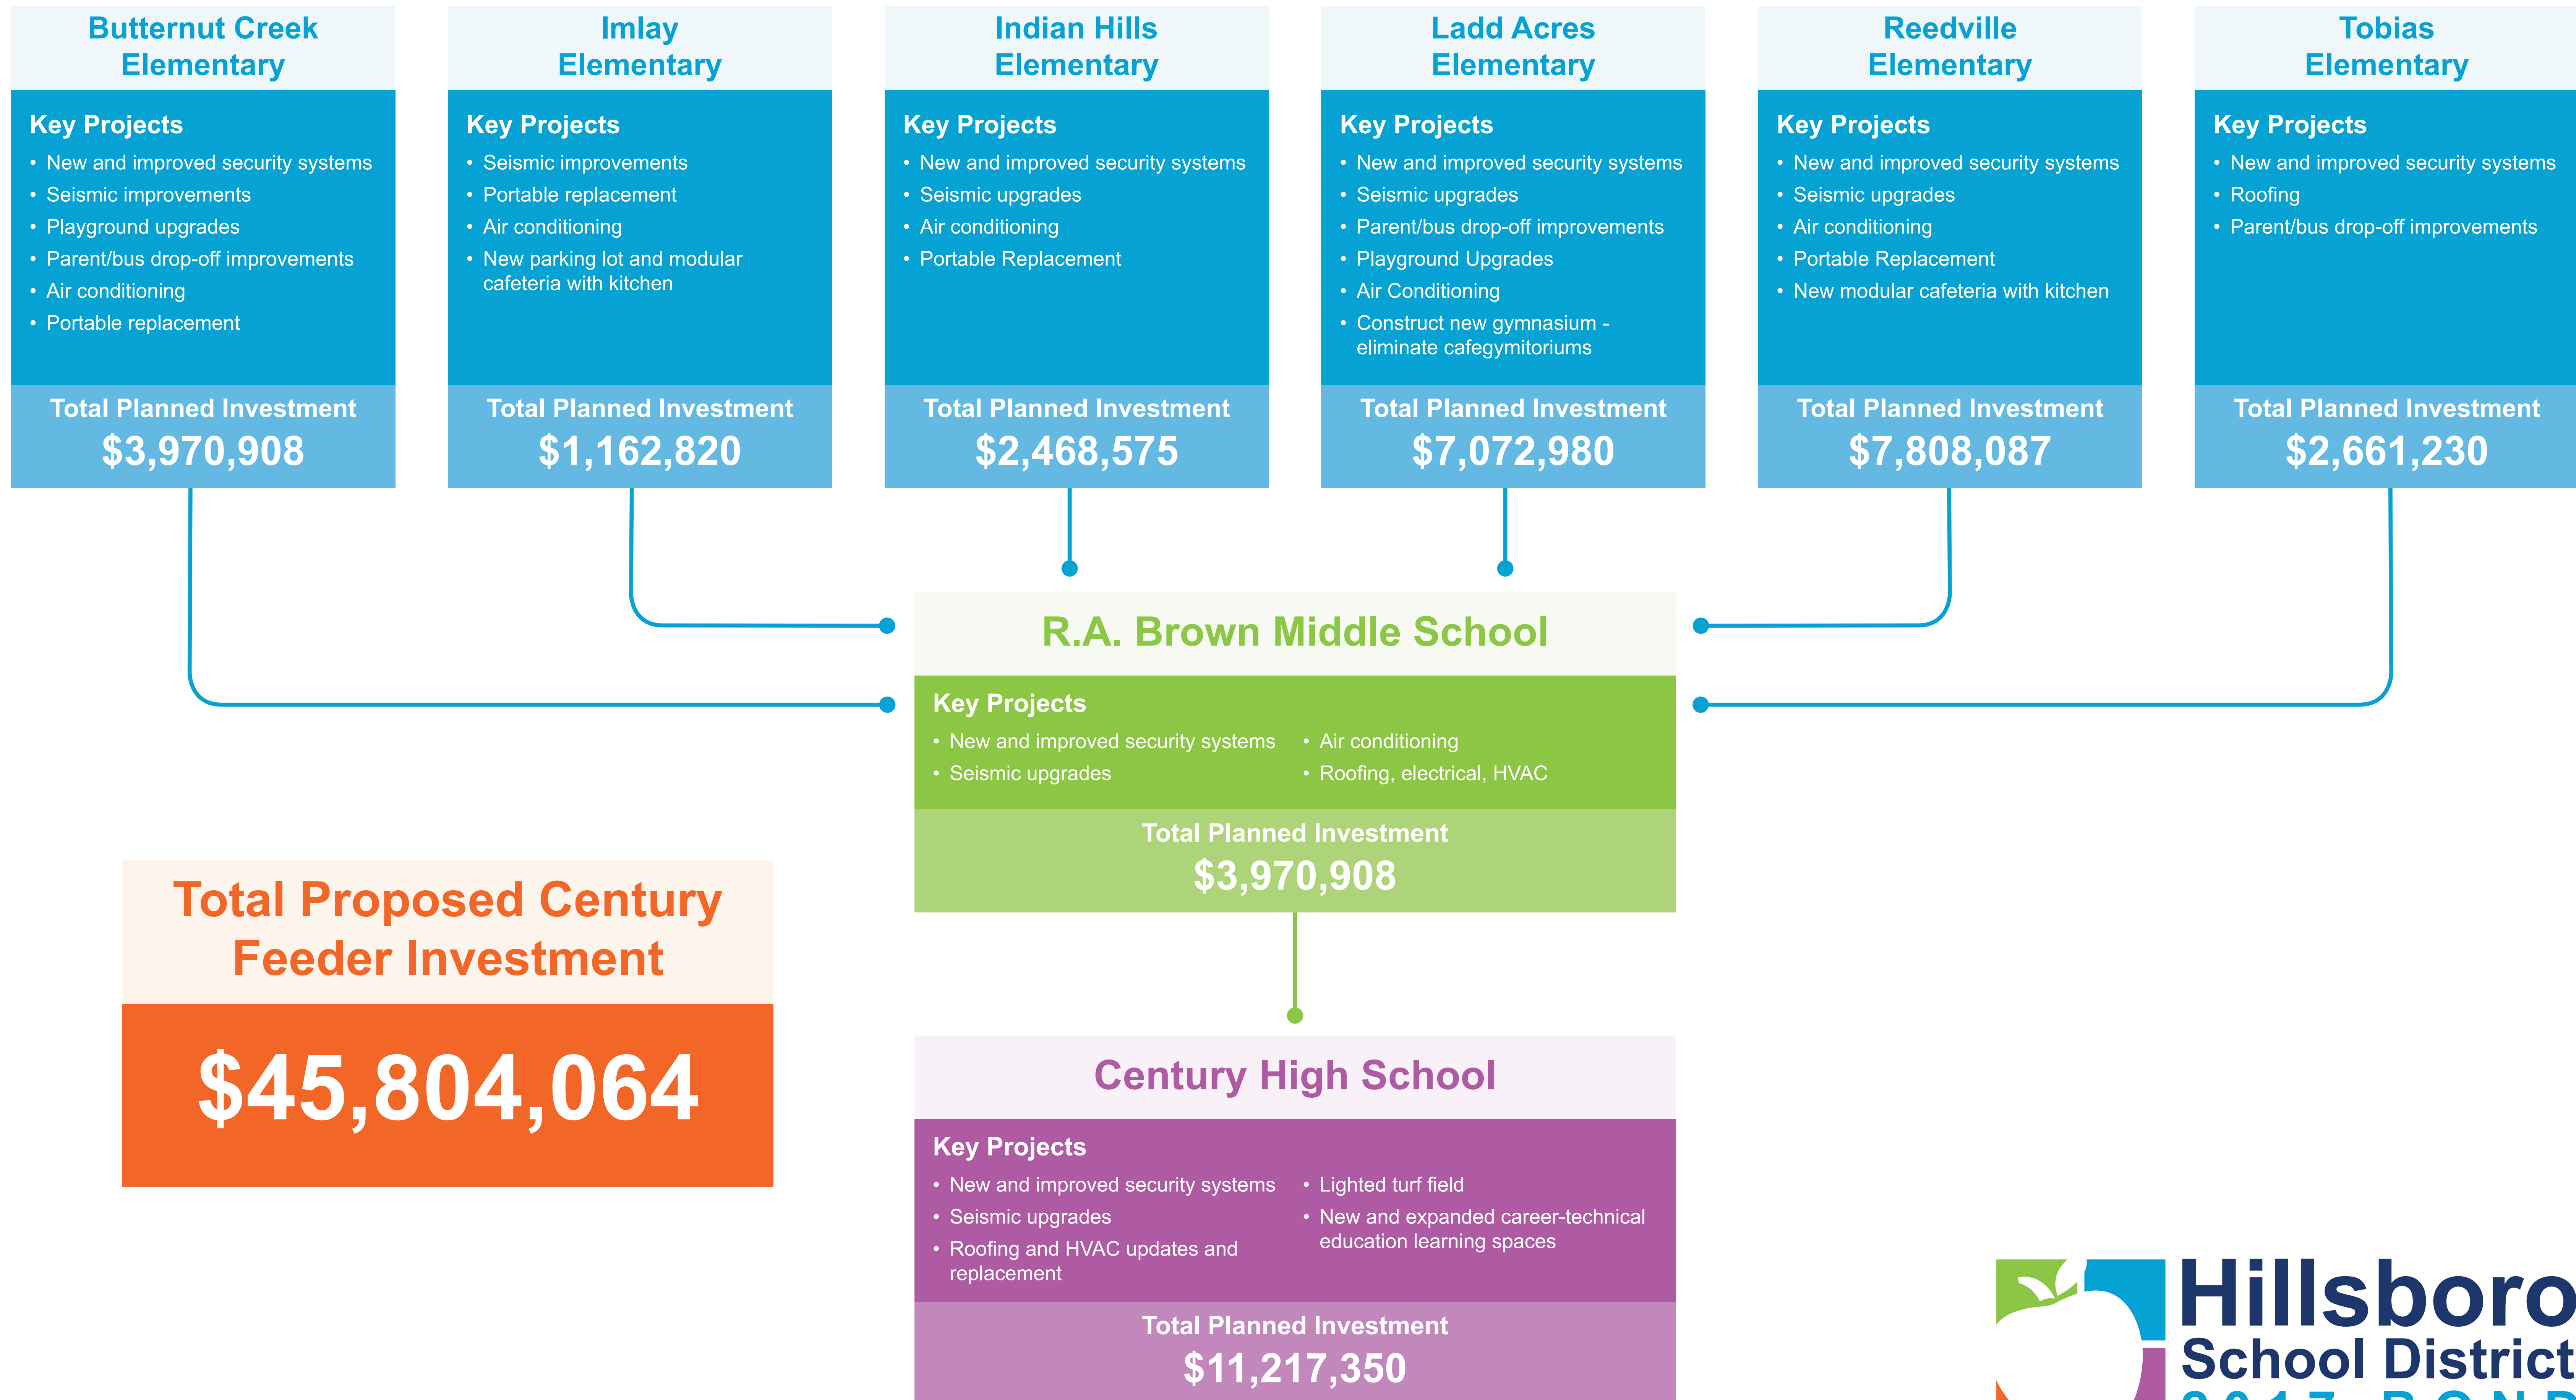 Butternut Creek
Elementary
Key Projects
• New and improved security systems
• Seismic improvements
• Playground upgrades
• Parent/bus drop-off improvements
• Air conditioning
• Portable replacement
Total Planned Investment
$3,970,908
Imlay
Elementary
Key Projects
• Seismic improvements
• Portable replacement
• Air conditioning
• New parking lot and modular
cafeteria with kitchen
Total Planned Investment
$1,162,820
Indian Hills
Elementary
Key Projects
• New and improved security systems
• Seismic upgrades
• Air conditioning
• Portable Replacement
Total Planned Investment
$2,468,575
Ladd Acres
Elementary
Key Projects
• New and improved security systems
• Seismic upgrades
• Parent/bus drop-off improvements
• Playground Upgrades
• Air Conditioning
• Construct new gymnasium -
eliminate cafegymitoriums
Total Planned Investment
$7,072,980
Reedville
Elementary
Key Projects
• New and improved security systems
• Seismic upgrades
• Air conditioning
• Portable Replacement
• New modular cafeteria with kitchen
Total Planned Investment
$7,808,087
Tobias
Elementary
Key Projects
• New and improved security systems
• Roofing
• Parent/bus drop-off improvements
Total Planned Investment
$2,661,230
R.A. Brown Middle School
Key Projects
• New and improved security systems
• Seismic upgrades
• Air conditioning
• Roofing, electrical, HVAC
Total Planned Investment
$3,970,908
Total Proposed Century
Feeder Investment
$45,804,064
Century High School
Key Projects
• New and improved security systems
• Seismic upgrades
• Roofing and HVAC updates and
replacement
• Lighted turf field
• New and expanded career-technical
education learning spaces
Total Planned Investment
$11,217,350
Hillsboro
School District
2017 BOND